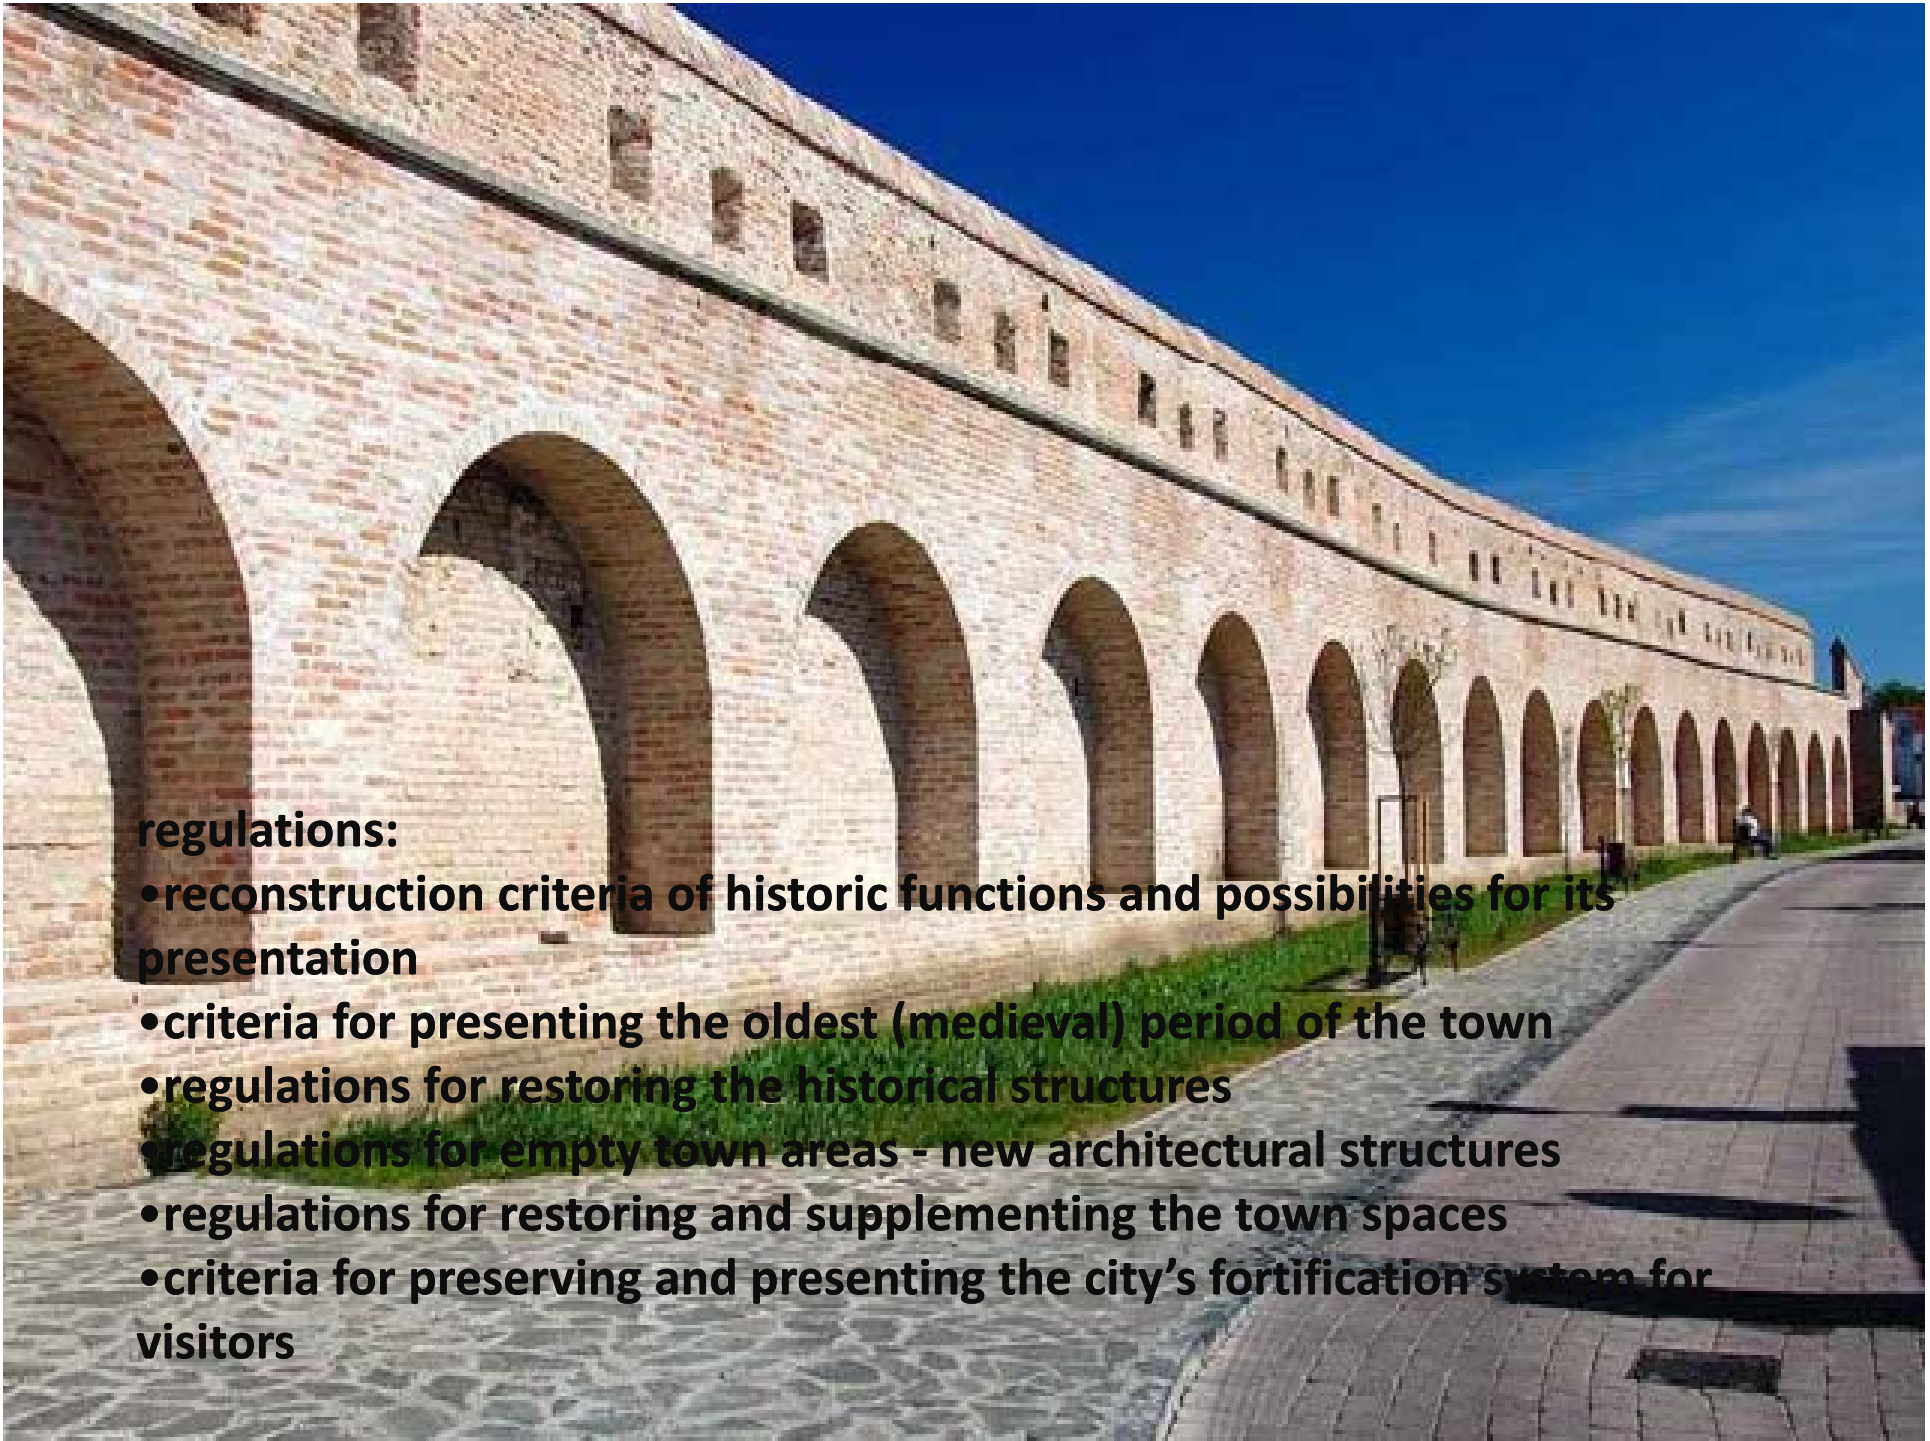 regulations:
•reconstruction criteria of historic functions and possibilities for its
presentation
•criteria for presenting the oldest (medieval) period of the town
•regulations for restoring the historical structures
•regulations for empty town areas - new architectural structures
•regulations for restoring and supplementing the town spaces
•criteria for preserving and presenting the city’s fortification system for
visitors